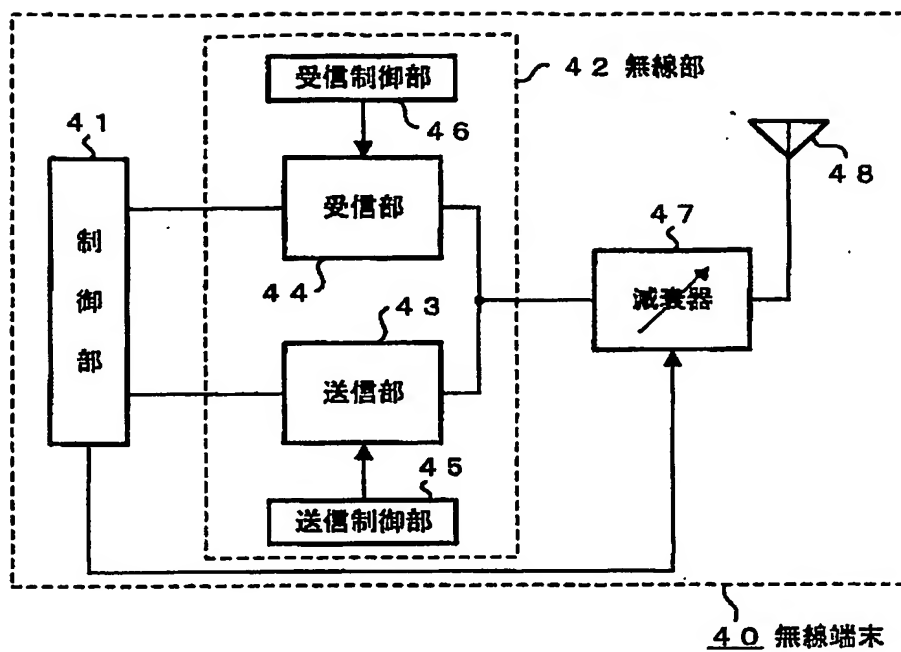 受信制御部
４６
４２ 無線部
４１
制御部
受信部
４４
４８
４７
減衰器
４３
送信部
４５
送信制御部
４０ 無線端末